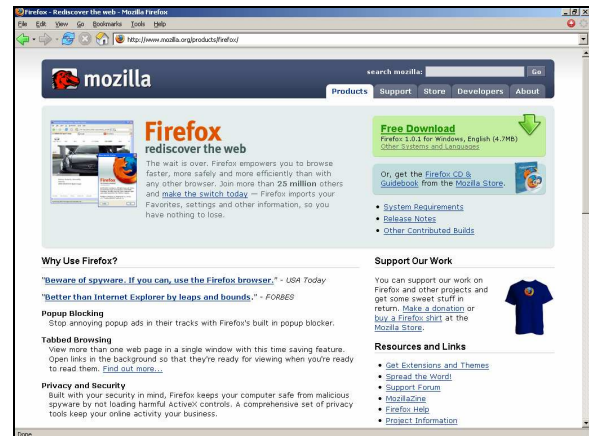 Firefox - Rediscover the web - Mozilla Firefox
File Edit View Go Bookmarks Tools Help
http://www.mozilla.org/products/firefox/
search mozilla: Go
mozilla
Products Support Store Developers About
Firefox
rediscover the web
The wait is over. Firefox empowers you to browse
faster, more safely and more efficiently than with
any other browser. Join more than 25 million others
and make the switch today — Firefox imports your
Favorites, settings and other information, so you
have nothing to lose.
Free Download
Firefox 1.0.1 for Windows, English (4.7MB)
Other Systems and Languages
Or, get the Firefox CD &
Guidebook from the Mozilla Store.
• System Requirements
• Release Notes
• Other Contributed Builds
Why Use Firefox?
"Beware of spyware. If you can, use the Firefox browser." - USA Today
"Better than Internet Explorer by leaps and bounds." - FORBES
Popup Blocking
Stop annoying popup ads in their tracks with Firefox's built in popup blocker.
Tabbed Browsing
View more than one web page in a single window with this time saving feature.
Open links in the background so that they're ready for viewing when you're ready
to read them. Find out more...
Privacy and Security
Built with your security in mind, Firefox keeps your computer safe from malicious
spyware by not loading harmful ActiveX controls. A comprehensive set of privacy
tools keep your online activity your business.
Support Our Work
You can support our work on
Firefox and other projects and
get some sweet stuff in
return. Make a donation or
buy a Firefox shirt at the
Mozilla Store.
Resources and Links
• Get Extensions and Themes
• Spread the Word!
• Support Forum
• MozillaZine
• Firefox Help
• Project Information
Done